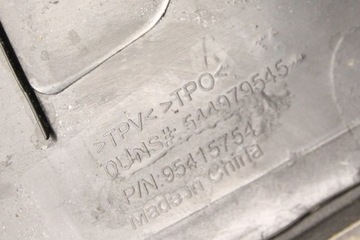 >TPV< >TPO<
QUNS# 544979545
P/N:95415754
Made in China